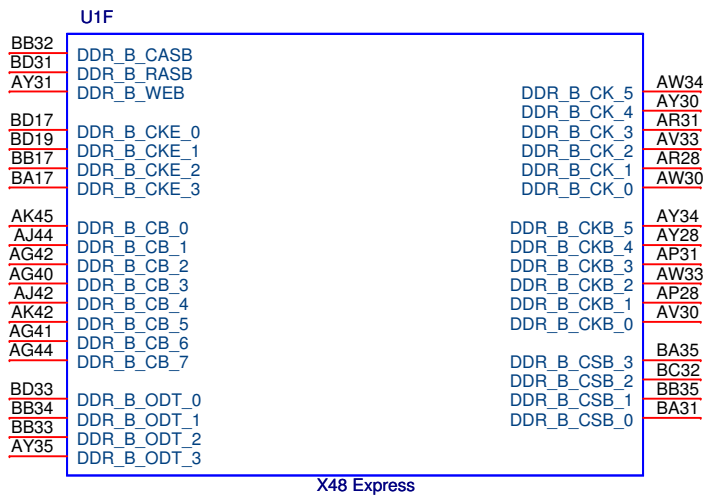 U1F
BB32 DDR_B_CASB
BD31 DDR_B_RASB
AY31 DDR_B_WEB
BD17 DDR_B_CKE_0
BD19 DDR_B_CKE_1
BB17 DDR_B_CKE_2
BA17 DDR_B_CKE_3
AK45 DDR_B_CB_0
AJ44 DDR_B_CB_1
AG42 DDR_B_CB_2
AG40 DDR_B_CB_3
AJ42 DDR_B_CB_4
AK42 DDR_B_CB_5
AG41 DDR_B_CB_6
AG44 DDR_B_CB_7
BD33 DDR_B_ODT_0
BB34 DDR_B_ODT_1
BB33 DDR_B_ODT_2
AY35 DDR_B_ODT_3
DDR_B_CK_5 AW34
DDR_B_CK_4 AY30
DDR_B_CK_3 AR31
DDR_B_CK_2 AV33
DDR_B_CK_1 AR28
DDR_B_CK_0 AW30
DDR_B_CKB_5 AY34
DDR_B_CKB_4 AY28
DDR_B_CKB_3 AP31
DDR_B_CKB_2 AW33
DDR_B_CKB_1 AP28
DDR_B_CKB_0 AV30
DDR_B_CSB_3 BA35
DDR_B_CSB_2 BC32
DDR_B_CSB_1 BB35
DDR_B_CSB_0 BA31
X48 Express